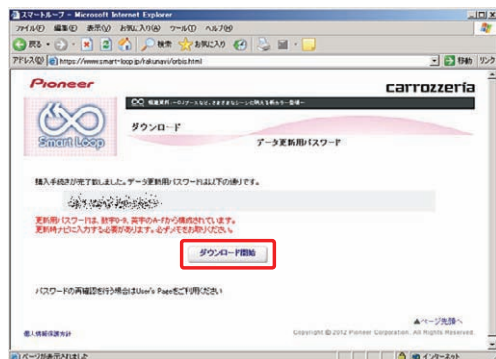 スマートループ - Microsoft Internet Explorer
ファイル(F) 編集(E) 表示(V) お気に入り(A) ツール(T) ヘルプ(H)
戻る 検索 お気に入り
アドレス(D) https://www.smart-loop.jp/rakunavi/orbis.html 移動 リンク
Pioneer
carrozzeria
Smart Loop
ダウンロード
データ更新用パスワード
購入手続きが完了致しました。データ更新用パスワードは以下の通りです。
更新用パスワードは、数字0-9、英字のA-Fから構成されています。
更新時ナビに入力する必要があります。必ずメモをお取りください。
ダウンロード開始
パスワードの再確認を行う場合はUser's Pageをご利用ください
▲ページ先頭へ
個人情報保護方針
Copyright © 2012 Pioneer Corporation. All Rights Reserved.
ページが表示されました
インターネット